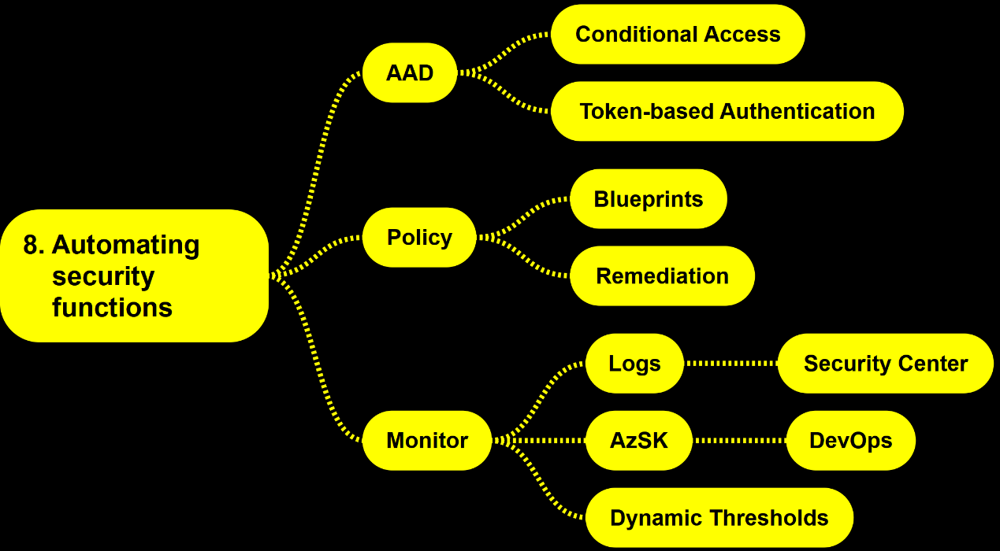 8. Automating
security
functions
AAD
Conditional Access
Token-based Authentication
Policy
Blueprints
Remediation
Monitor
Logs
Security Center
AzSK
DevOps
Dynamic Thresholds